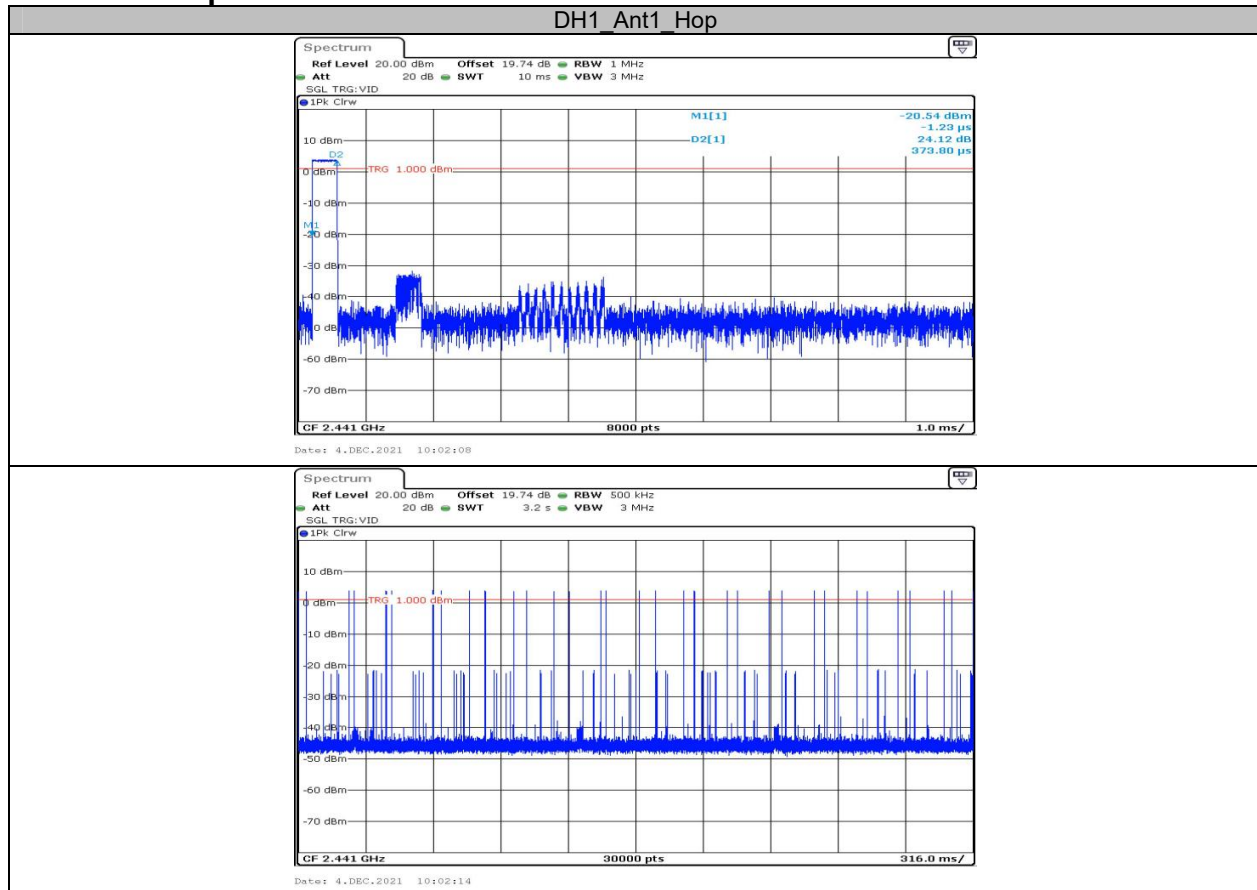 DH1_Ant1_Hop
Spectrum
Ref Level 20.00 dBm Offset 19.74 dB RBW 1 MHz
Att 20 dB SWT 10 ms VBW 3 MHz
SGL TRG:VID
1Pk Clrw
M1[1] -20.54 dBm
-1.23 µs
10 dBm D2[1] 24.12 dB
373.80 µs
D2
0 dBm TRG 1.000 dBm
-10 dBm
M1
-20 dBm
-30 dBm
-40 dBm
0 dBm
-60 dBm
-70 dBm
CF 2.441 GHz 8000 pts 1.0 ms/
Date: 4.DEC.2021 10:02:08
Spectrum
Ref Level 20.00 dBm Offset 19.74 dB RBW 500 kHz
Att 20 dB SWT 3.2 s VBW 3 MHz
SGL TRG:VID
1Pk Clrw
10 dBm
0 dBm TRG 1.000 dBm
-10 dBm
-20 dBm
-30 dBm
-40 dBm
-50 dBm
-60 dBm
-70 dBm
CF 2.441 GHz 30000 pts 316.0 ms/
Date: 4.DEC.2021 10:02:14